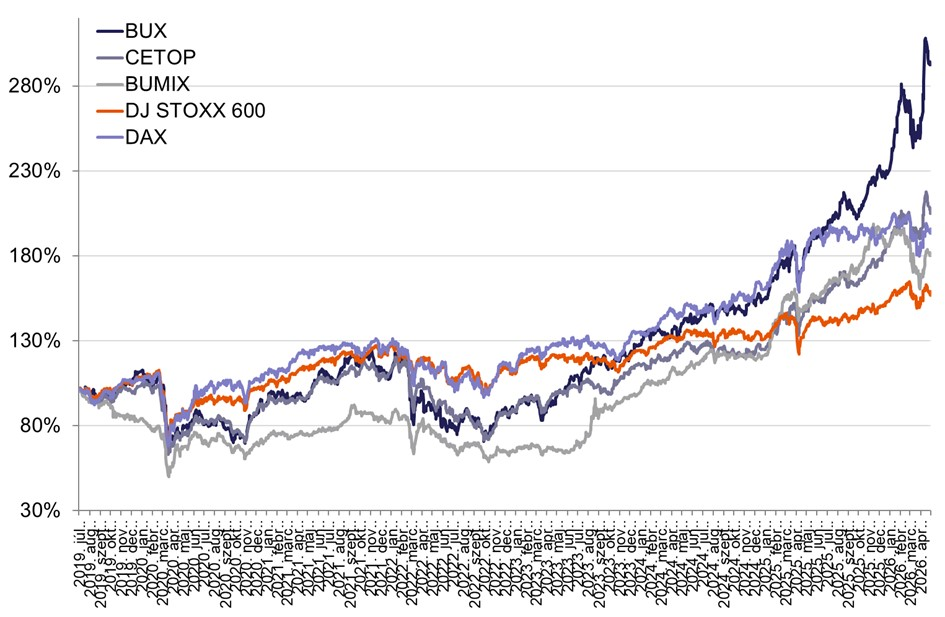 BUX
CETOP
BUMIX
DJ STOXX 600
DAX
280%
230%
180%
130%
80%
30%
2019. júl..
2019. aug..
2019.szept..
2019. okt..
2019. nov..
2019. dec..
2020. jan..
2020. febr..
2020. márc..
2020. ápr..
2020. máj..
2020. jún..
2020. júl..
2020. aug..
2020. szept..
2020. okt..
2020. nov..
2020. dec..
2021. jan..
2021. febr..
2021. márc..
2021. ápr..
2021. máj..
2021. jún..
2021. júl..
2021. aug..
2021. szept..
2021. okt..
2021. nov..
2021. dec..
2022. jan..
2022. febr..
2022. márc..
2022. ápr..
2022. máj..
2022. jún..
2022. júl..
2022. aug..
2022. szept..
2022. okt..
2022. nov..
2022. dec..
2023. jan..
2023. febr..
2023. márc..
2023. ápr..
2023. máj..
2023. jún..
2023. júl..
2023. aug..
2023. szept..
2023. okt..
2023. nov..
2023. dec..
2024. jan..
2024. febr..
2024. márc..
2024. ápr..
2024. máj..
2024. jún..
2024. júl..
2024. aug..
2024. szept..
2024. okt..
2024. nov..
2024. dec..
2025. jan..
2025. febr..
2025. márc..
2025. ápr..
2025. máj..
2025. jún..
2025. júl..
2025. aug..
2025. szept..
2025. okt..
2025. nov..
2025. dec..
2026. jan..
2026. febr..
2026. márc..
2026. ápr..